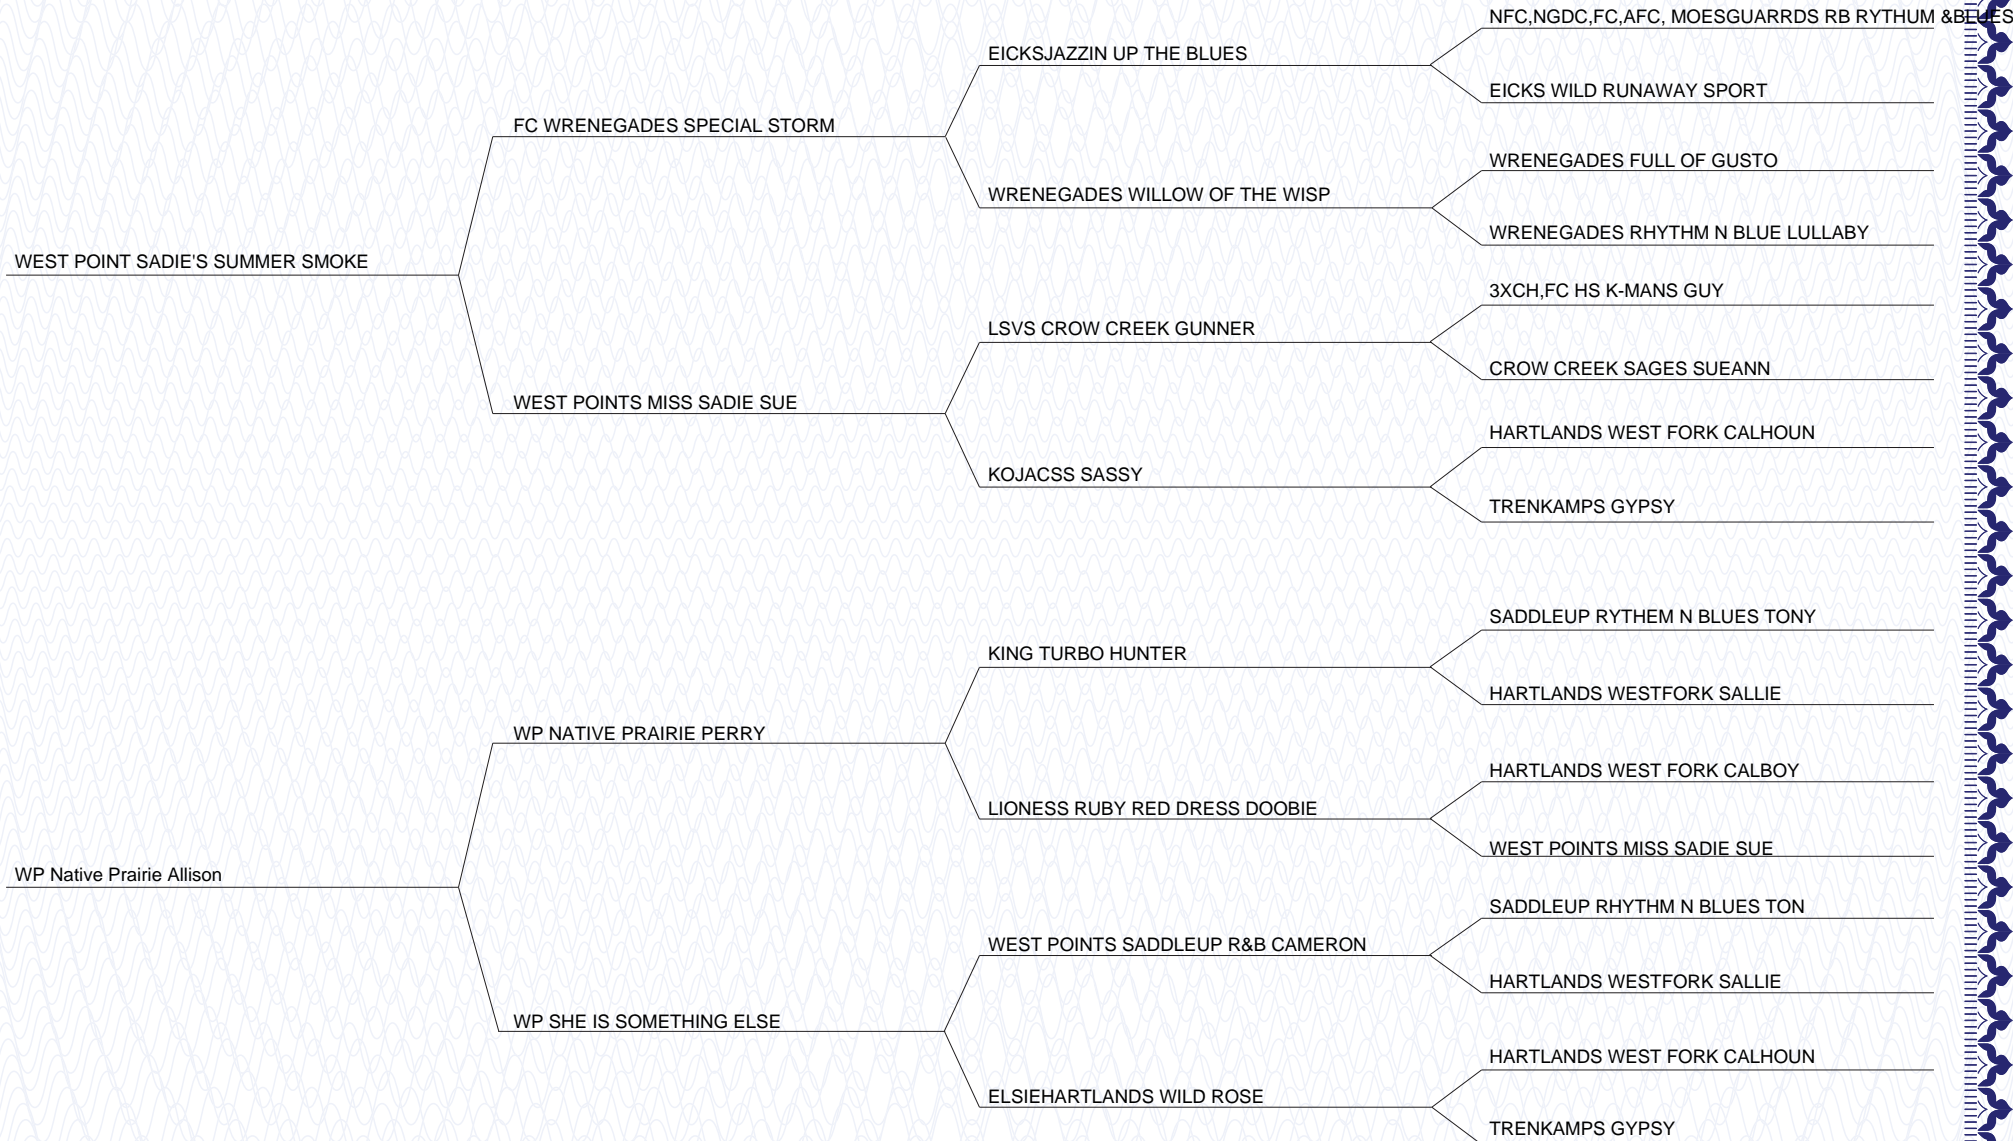 NFC,NGDC,FC,AFC, MOESGUARRDS RB RYTHUM &BLUES
EICKSJAZZIN UP THE BLUES
EICKS WILD RUNAWAY SPORT
FC WRENEGADES SPECIAL STORM
WRENEGADES FULL OF GUSTO
WRENEGADES WILLOW OF THE WISP
WRENEGADES RHYTHM N BLUE LULLABY
WEST POINT SADIE'S SUMMER SMOKE
3XCH,FC HS K-MANS GUY
LSVS CROW CREEK GUNNER
CROW CREEK SAGES SUEANN
WEST POINTS MISS SADIE SUE
HARTLANDS WEST FORK CALHOUN
KOJACSS SASSY
TRENKAMPS GYPSY
SADDLEUP RYTHEM N BLUES TONY
KING TURBO HUNTER
HARTLANDS WESTFORK SALLIE
WP NATIVE PRAIRIE PERRY
HARTLANDS WEST FORK CALBOY
LIONESS RUBY RED DRESS DOOBIE
WEST POINTS MISS SADIE SUE
WP Native Prairie Allison
SADDLEUP RHYTHM N BLUES TON
WEST POINTS SADDLEUP R&B CAMERON
HARTLANDS WESTFORK SALLIE
WP SHE IS SOMETHING ELSE
HARTLANDS WEST FORK CALHOUN
ELSIEHARTLANDS WILD ROSE
TRENKAMPS GYPSY